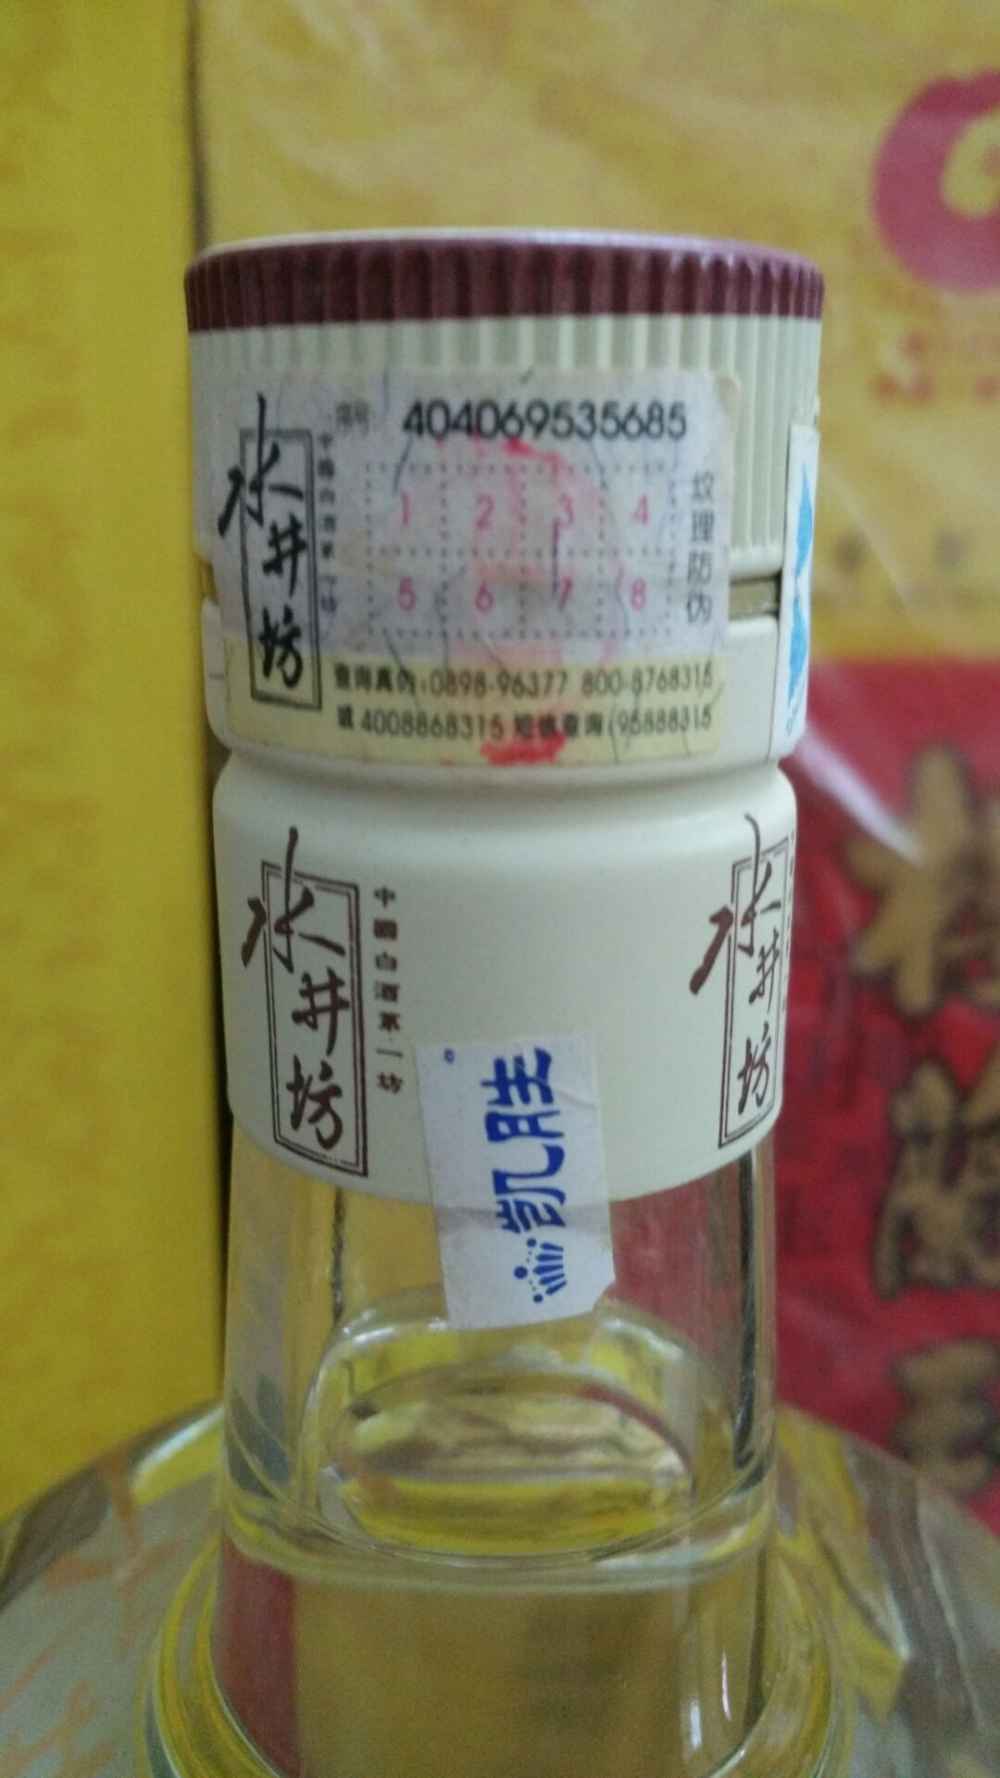 序号 404069535685
水井坊
中國白酒第一坊
1 2 3 4
5 6 7 8
纹理防伪
查询真伪:0898-96377 800-8768315
或4008868315 短信查询:95888315
水井坊
中國白酒第一坊
水井坊
凯胜